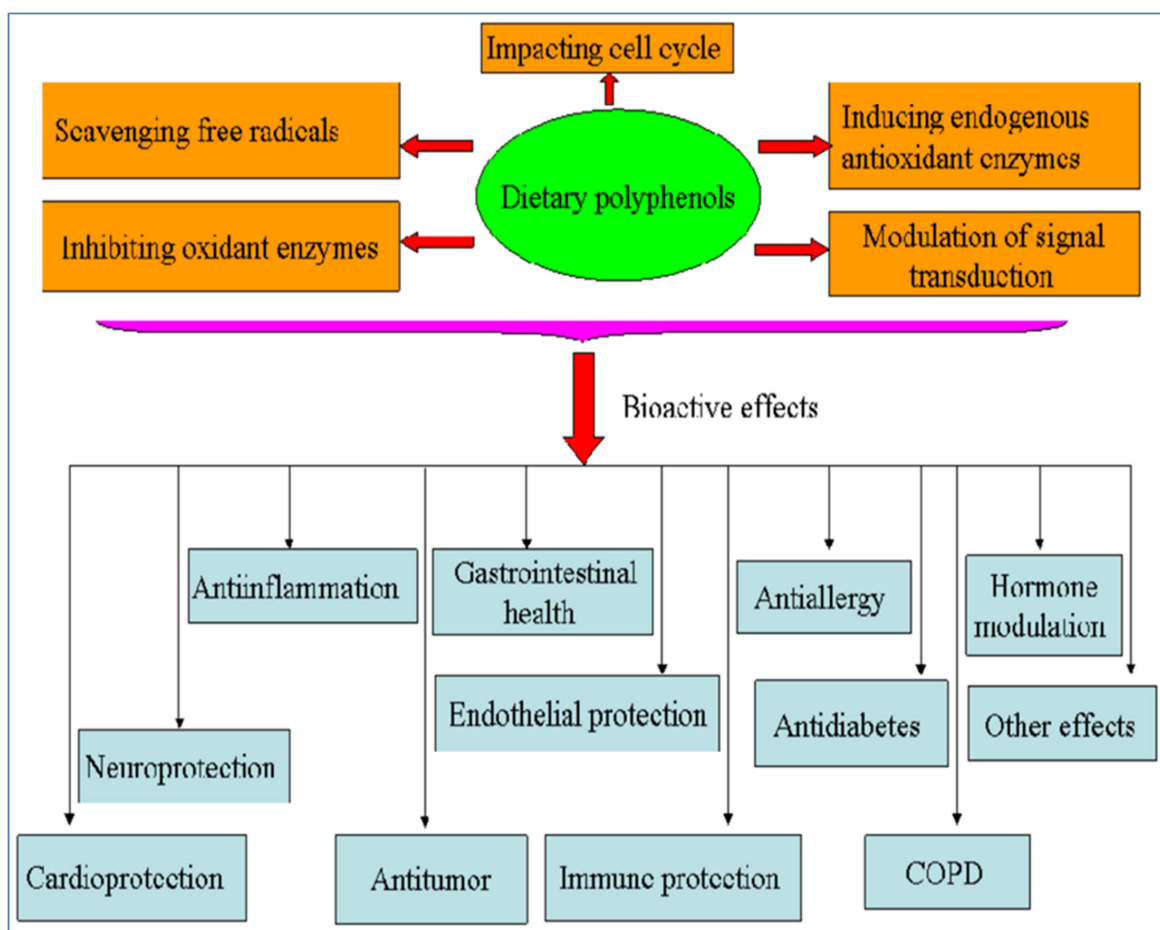 Impacting cell cycle
Scavenging free radicals
Inducing endogenous
antioxidant enzymes
Dietary polyphenols
Inhibiting oxidant enzymes
Modulation of signal
transduction
Bioactive effects
Antiinflammation
Gastrointestinal
health
Antiallergy
Hormone
modulation
Neuroprotection
Endothelial protection
Antidiabetes
Other effects
Cardioprotection
Antitumor
Immune protection
COPD